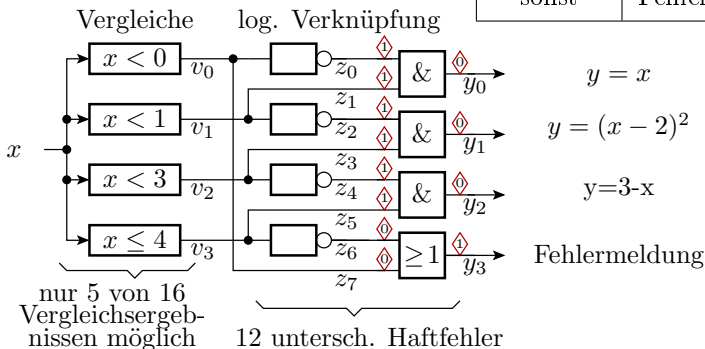 sonst Fehler
Vergleiche log. Verknüpfung
x < 0 v₀ z₀ 1 & 0 y₀ y = x
z₁ 1
x < 1 v₁ z₂ 1 & 0 y₁ y = (x − 2)²
x z₃ 1
x < 3 v₂ z₄ 1 & 0 y₂ y=3-x
z₅ 1
x ≤ 4 v₃ z₆ 0 ≥ 1 1 y₃ Fehlermeldung
z₇ 0
nur 5 von 16
Vergleichsergeb-
nissen möglich 12 untersch. Haftfehler